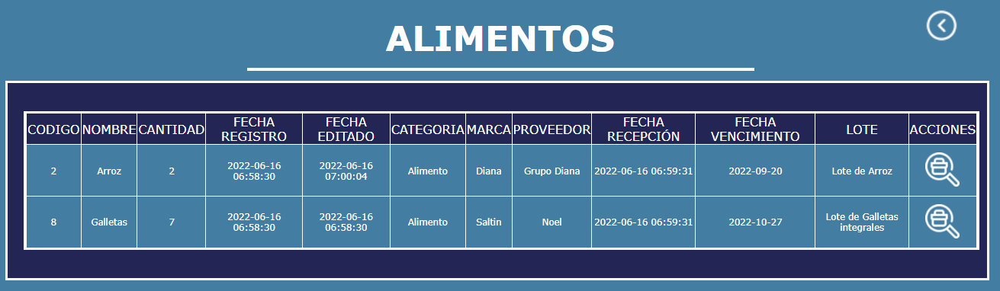 ALIMENTOS
CODIGO NOMBRE CANTIDAD FECHA REGISTRO FECHA EDITADO CATEGORIA MARCA PROVEEDOR FECHA RECEPCIÓN FECHA VENCIMIENTO LOTE ACCIONES
2 Arroz 2 2022-06-16 06:58:30 2022-06-16 07:00:04 Alimento Diana Grupo Diana 2022-06-16 06:59:31 2022-09-20 Lote de Arroz
8 Galletas 7 2022-06-16 06:58:30 2022-06-16 06:58:30 Alimento Saltin Noel 2022-06-16 06:59:31 2022-10-27 Lote de Galletas integrales